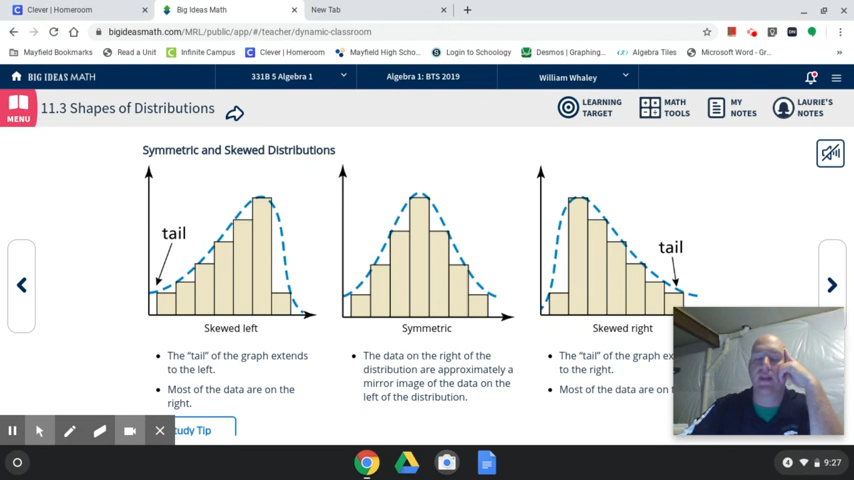 Clever | Homeroom
Big Ideas Math
New Tab
bigideasmath.com/MRL/public/app/#/teacher/dynamic-classroom
Mayfield Bookmarks
Read a Unit
Infinite Campus
Clever | Homeroom
Mayfield High Scho...
Login to Schoology
Desmos | Graphing...
Algebra Tiles
Microsoft Word - Gr...
BIG IDEAS MATH
331B 5 Algebra 1
Algebra 1: BTS 2019
William Whaley
MENU
11.3 Shapes of Distributions
LEARNING TARGET
MATH TOOLS
MY NOTES
LAURIE'S NOTES
Symmetric and Skewed Distributions
tail
tail
Skewed left
Symmetric
Skewed right
• The "tail" of the graph extends
to the left.
• Most of the data are on the
right.
• The data on the right of the
distribution are approximately a
mirror image of the data on the
left of the distribution.
• The "tail" of the graph ex
to the right.
• Most of the data are on
tudy Tip
4
9:27